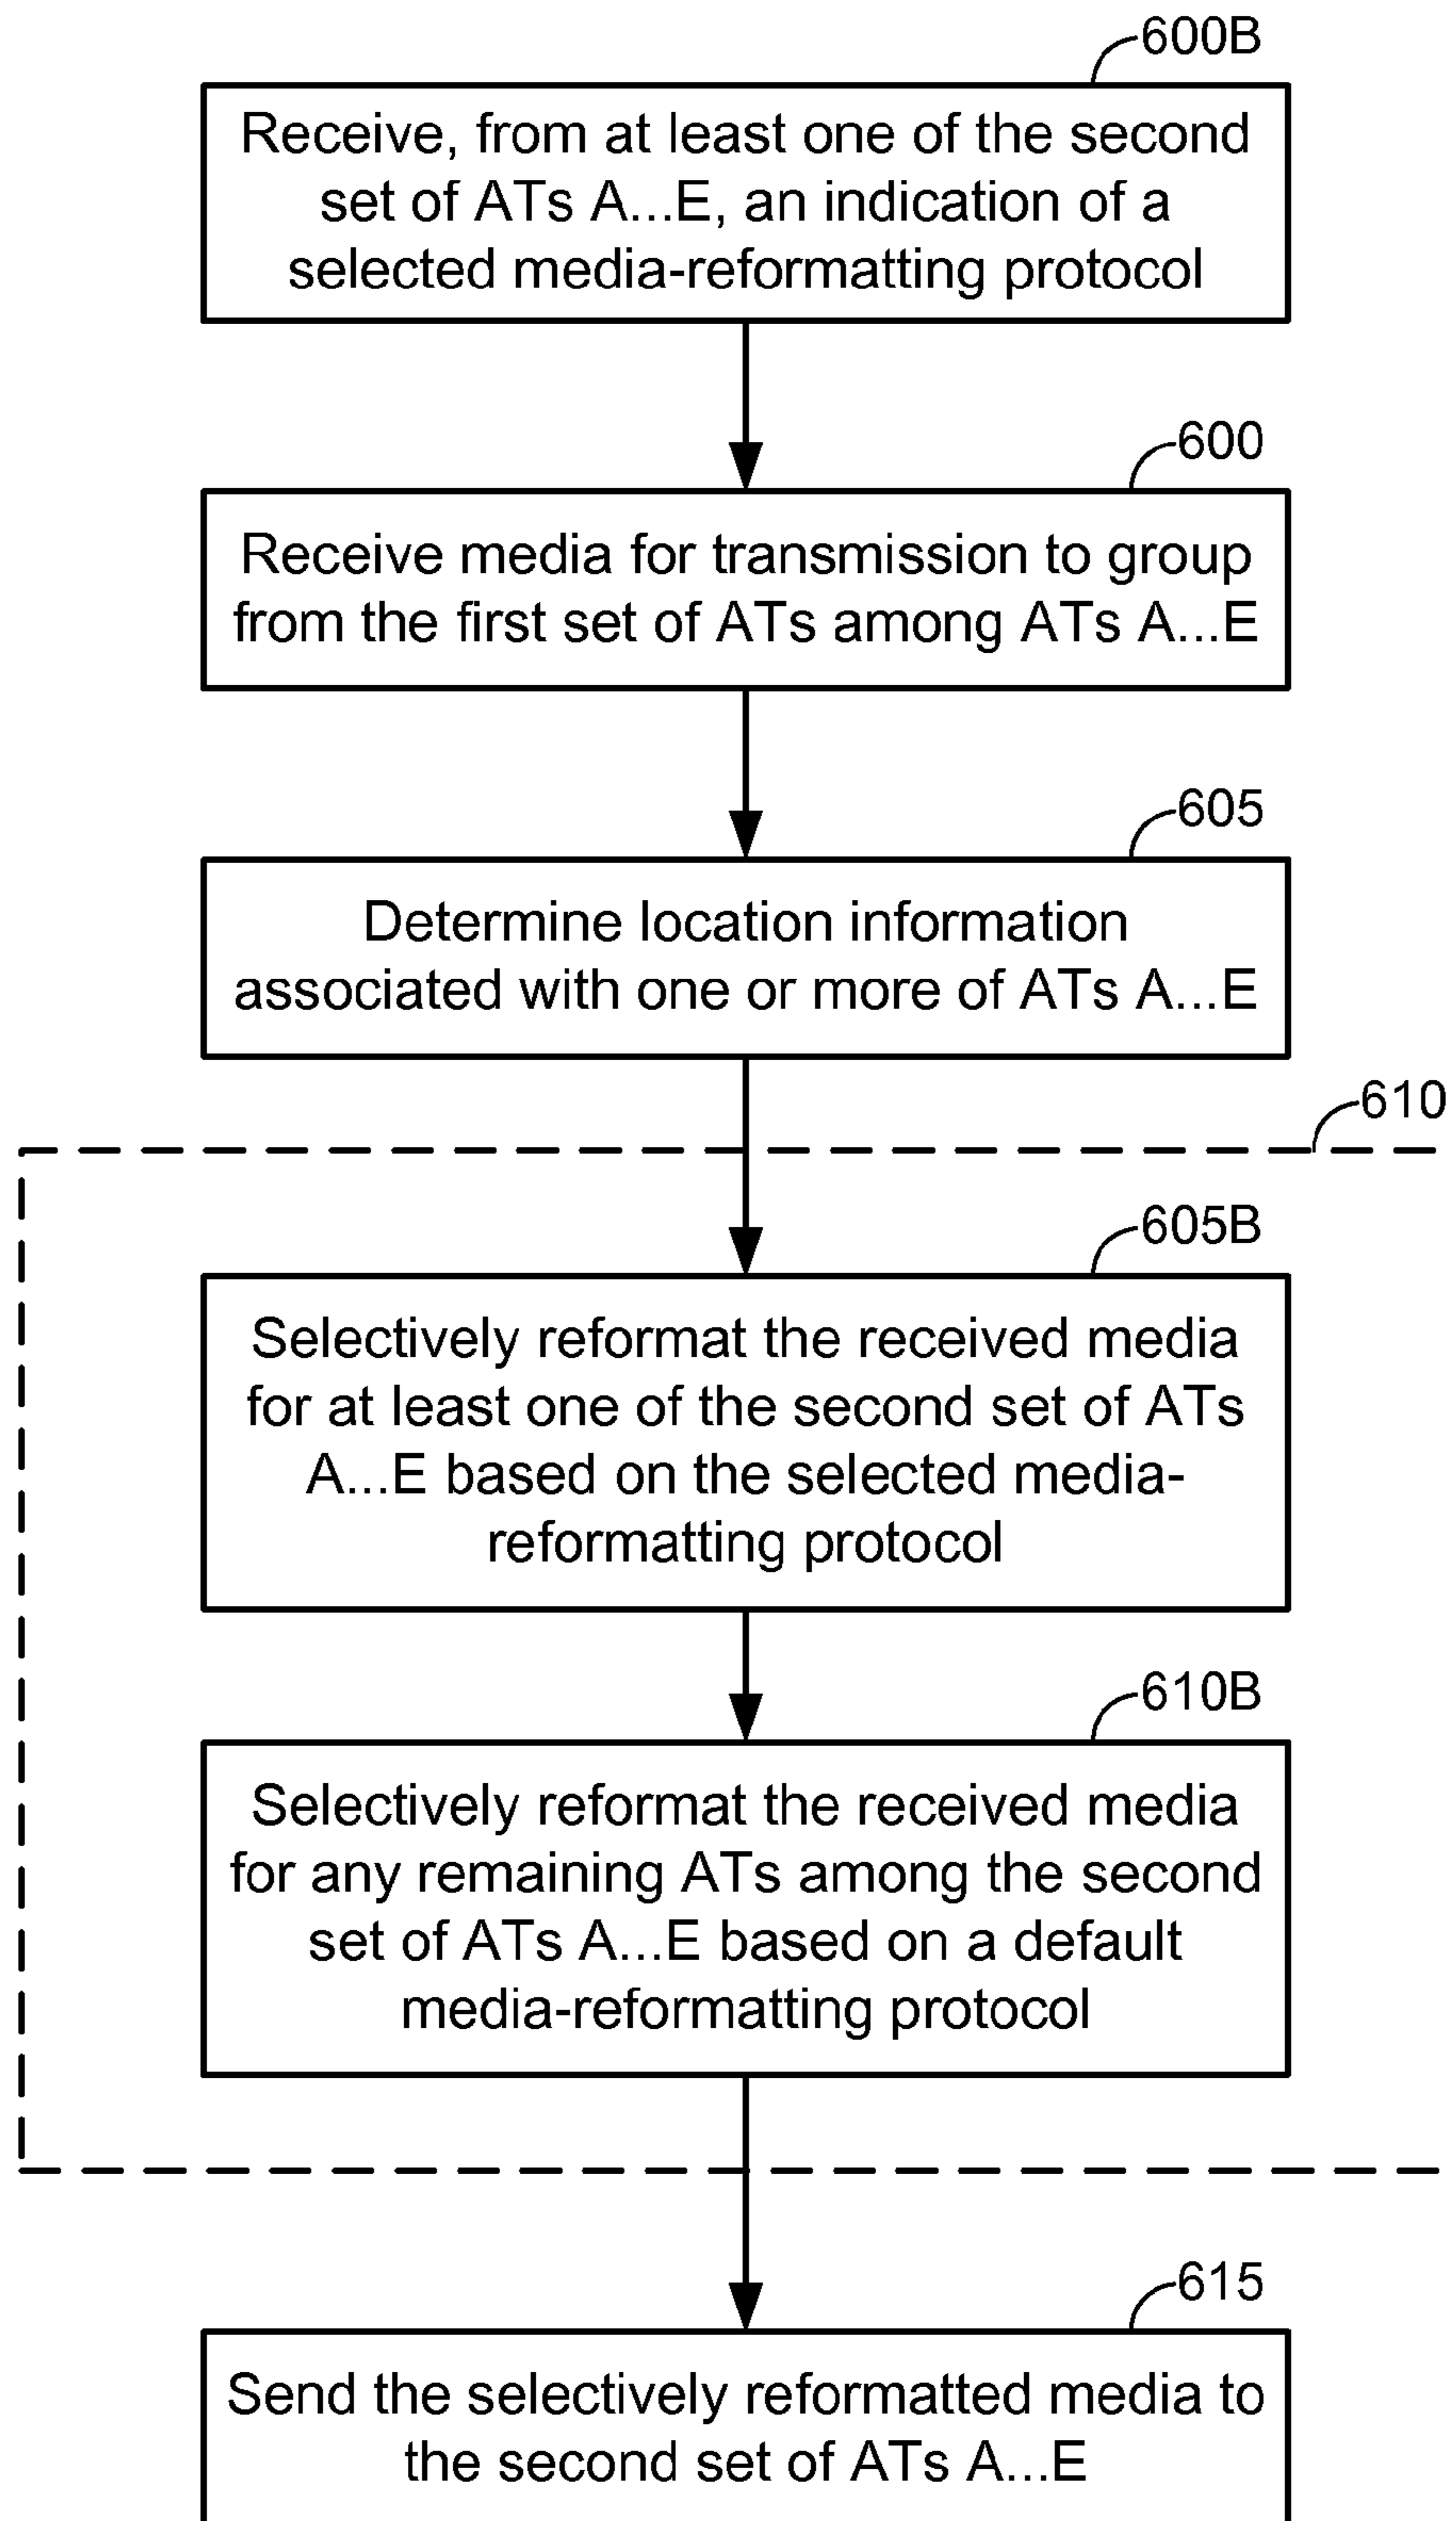 600B
Receive, from at least one of the second
set of ATs A...E, an indication of a
selected media-reformatting protocol
600
Receive media for transmission to group
from the first set of ATs among ATs A...E
605
Determine location information
associated with one or more of ATs A...E
610
605B
Selectively reformat the received media
for at least one of the second set of ATs
A...E based on the selected media-
reformatting protocol
610B
Selectively reformat the received media
for any remaining ATs among the second
set of ATs A...E based on a default
media-reformatting protocol
615
Send the selectively reformatted media to
the second set of ATs A...E